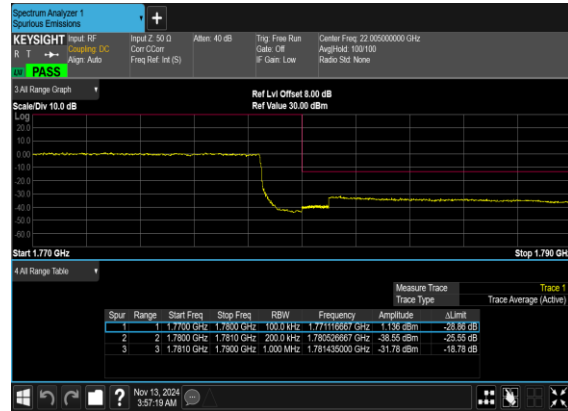 Spectrum Analyzer 1
Spurious Emissions
+
KEYSIGHT Input: RF Input Z: 50 Ω Atten: 40 dB Trig: Free Run Center Freq: 22.005000000 GHz
R T Coupling: DC Corr CCorr Gate: Off Avg|Hold: 100/100
Align: Auto Freq Ref: Int (S) IF Gain: Low Radio Std: None
PASS
3 All Range Graph
Ref Lvl Offset 8.00 dB
Scale/Div 10.0 dB Ref Value 30.00 dBm
Log
20.0
10.0
0.00
-10.0
-20.0
-30.0
-40.0
-50.0
-60.0
Start 1.770 GHz Stop 1.790 GH
4 All Range Table
Measure Trace Trace 1
Trace Type Trace Average (Active)
Spur Range Start Freq Stop Freq RBW Frequency Amplitude ΔLimit
1 1 1.7700 GHz 1.7800 GHz 100.0 kHz 1.771116667 GHz 1.136 dBm -28.86 dB
2 2 1.7800 GHz 1.7810 GHz 200.0 kHz 1.780526667 GHz -38.55 dBm -25.55 dB
3 3 1.7810 GHz 1.7900 GHz 1.000 MHz 1.781435000 GHz -31.78 dBm -18.78 dB
? Nov 13, 2024
3:57:19 AM